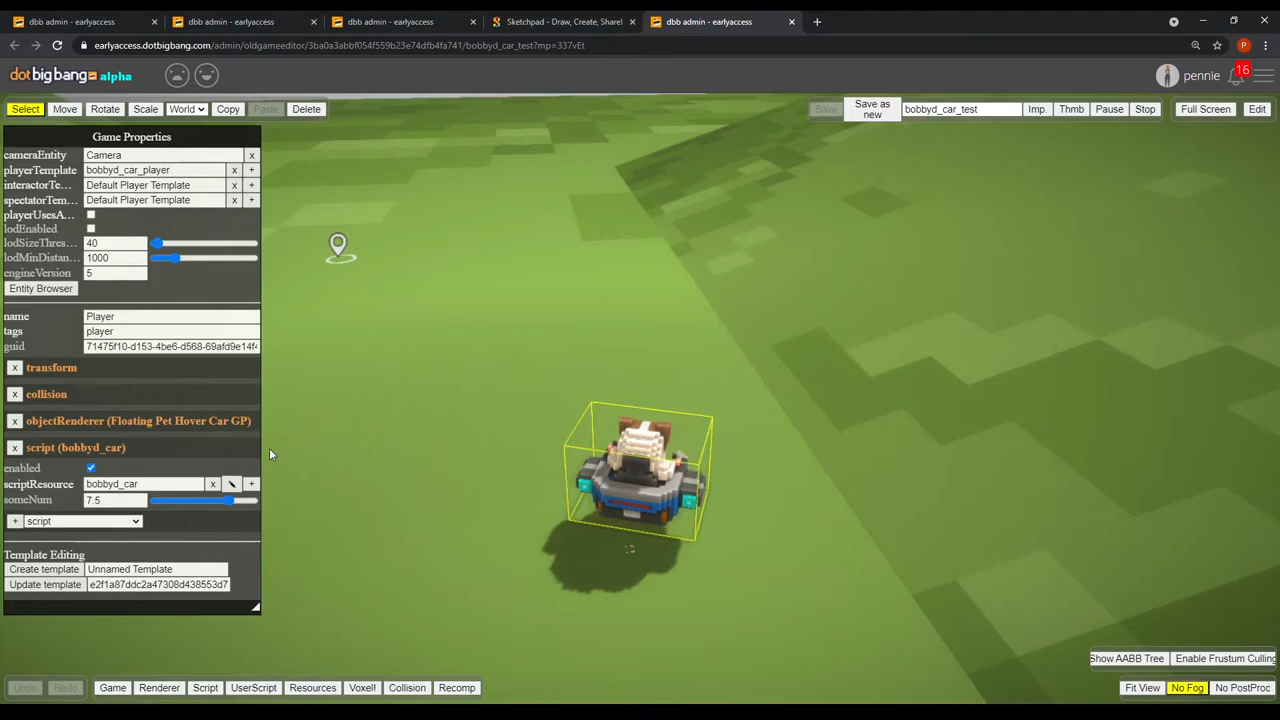 dbb admin - earlyaccess
dbb admin - earlyaccess
dbb admin - earlyaccess
Sketchpad - Draw, Create, Share!
dbb admin - earlyaccess
earlyaccess.dotbigbang.com/admin/oldgameeditor/3ba0a3abbf054f559b23e74dfb4fa741/bobbyd_car_test?mp=337vEt
P
dotbigbang alpha
pennie
16
Select Move Rotate Scale World Copy Paste Delete
Save Save as new bobbyd_car_test Imp. Thmb Pause Stop Full Screen Edit
Game Properties
cameraEntity Camera x
playerTemplate bobbyd_car_player x +
interactorTe... Default Player Template x +
spectatorTem... Default Player Template x +
playerUsesA...
lodEnabled
lodSizeThres... 40
lodMinDistan... 1000
engineVersion 5
Entity Browser
name Player
tags player
guid 71475f10-d153-4be6-d568-69afd9e14f
x transform
x collision
x objectRenderer (Floating Pet Hover Car GP)
x script (bobbyd_car)
enabled
scriptResource bobbyd_car x +
someNum 7.5
+ script
Template Editing
Create template Unnamed Template
Update template e2f1a87ddc2a47308d438553d7
Show AABB Tree Enable Frustum Culling
Undo Redo Game Renderer Script UserScript Resources Voxel! Collision Recomp
Fit View No Fog No PostProc